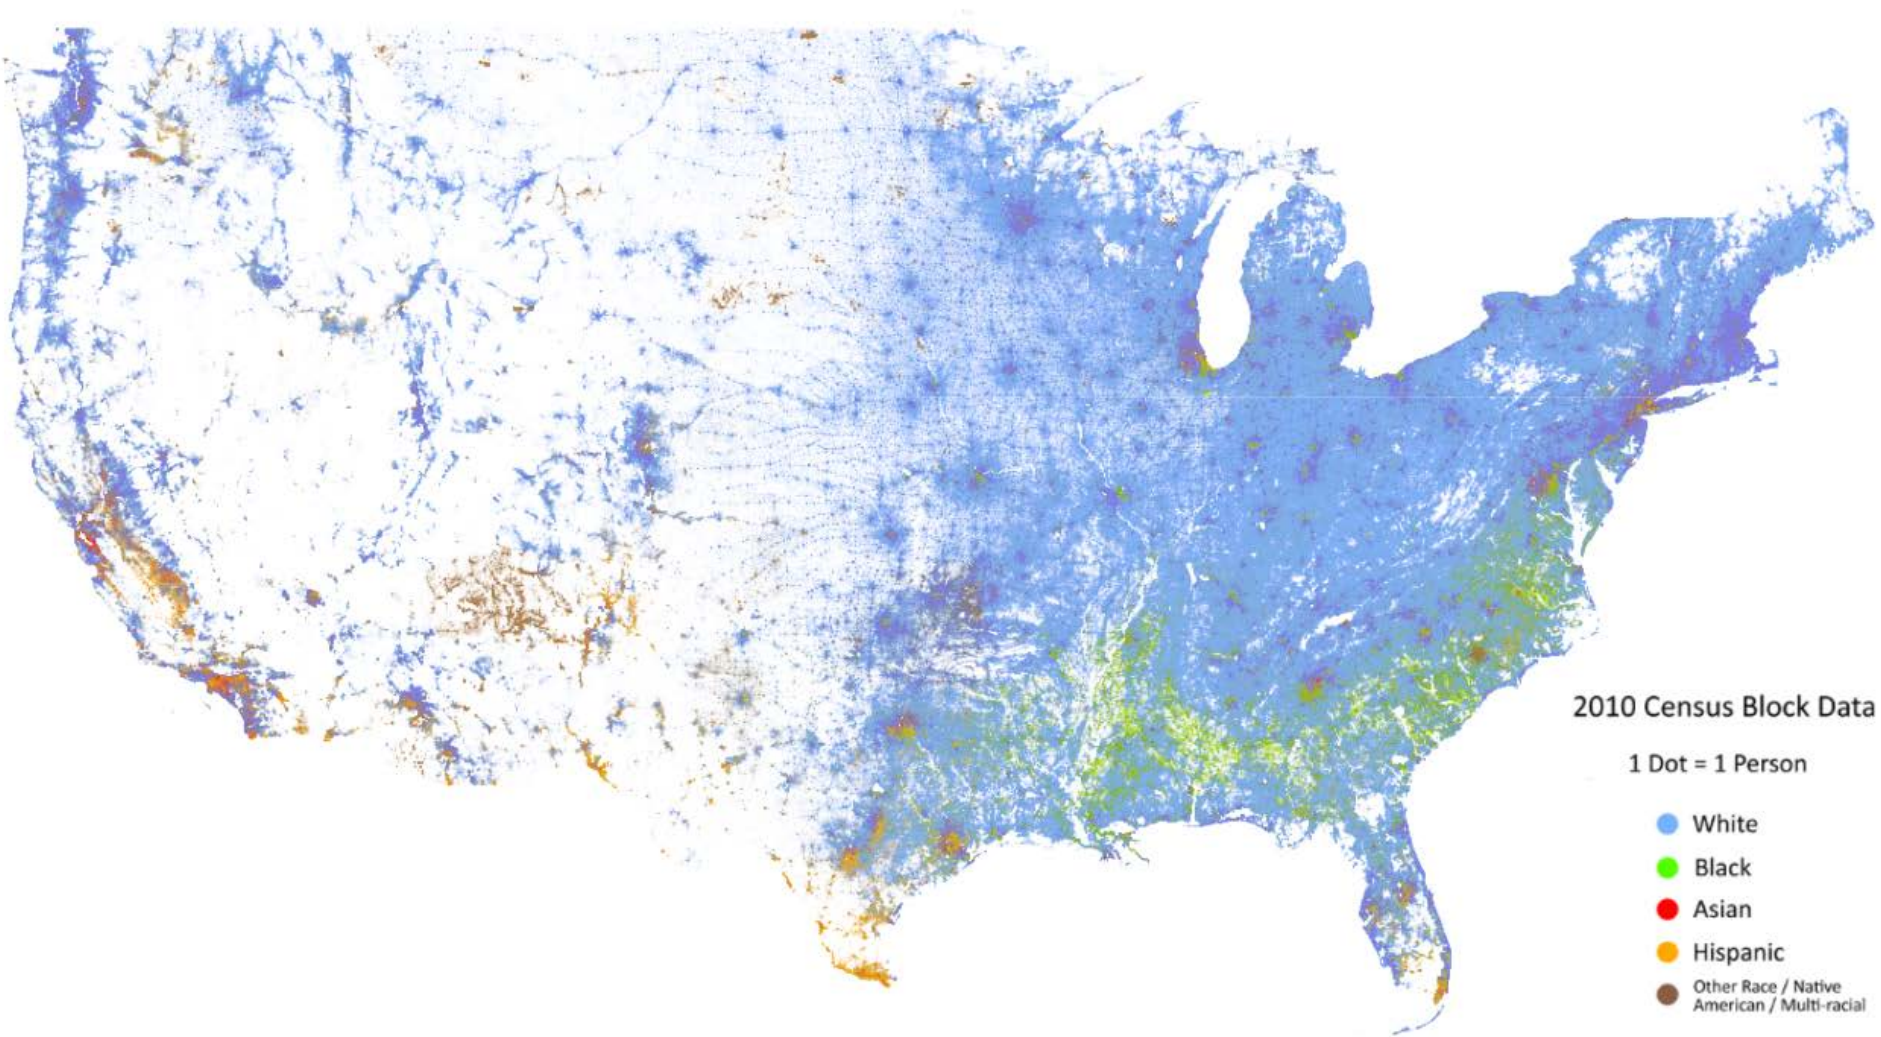 2010 Census Block Data
1 Dot = 1 Person
White
Black
Asian
Hispanic
Other Race / Native
American / Multi-racial